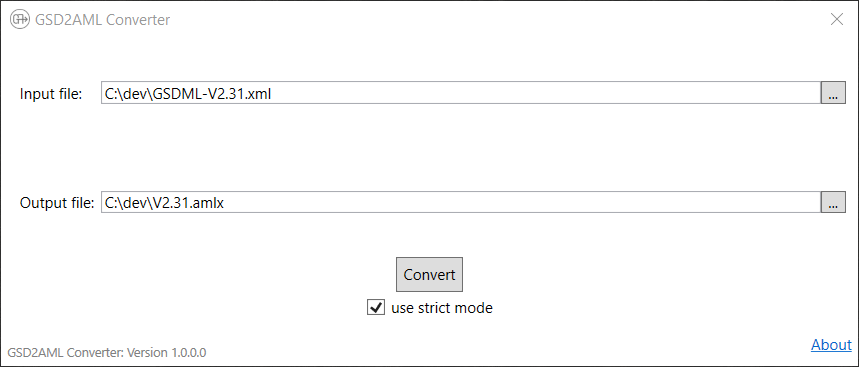 GSD2AML Converter
Input file: C:\dev\GSDML-V2.31.xml ...
Output file: C:\dev\V2.31.amlx ...
Convert
use strict mode
About
GSD2AML Converter: Version 1.0.0.0